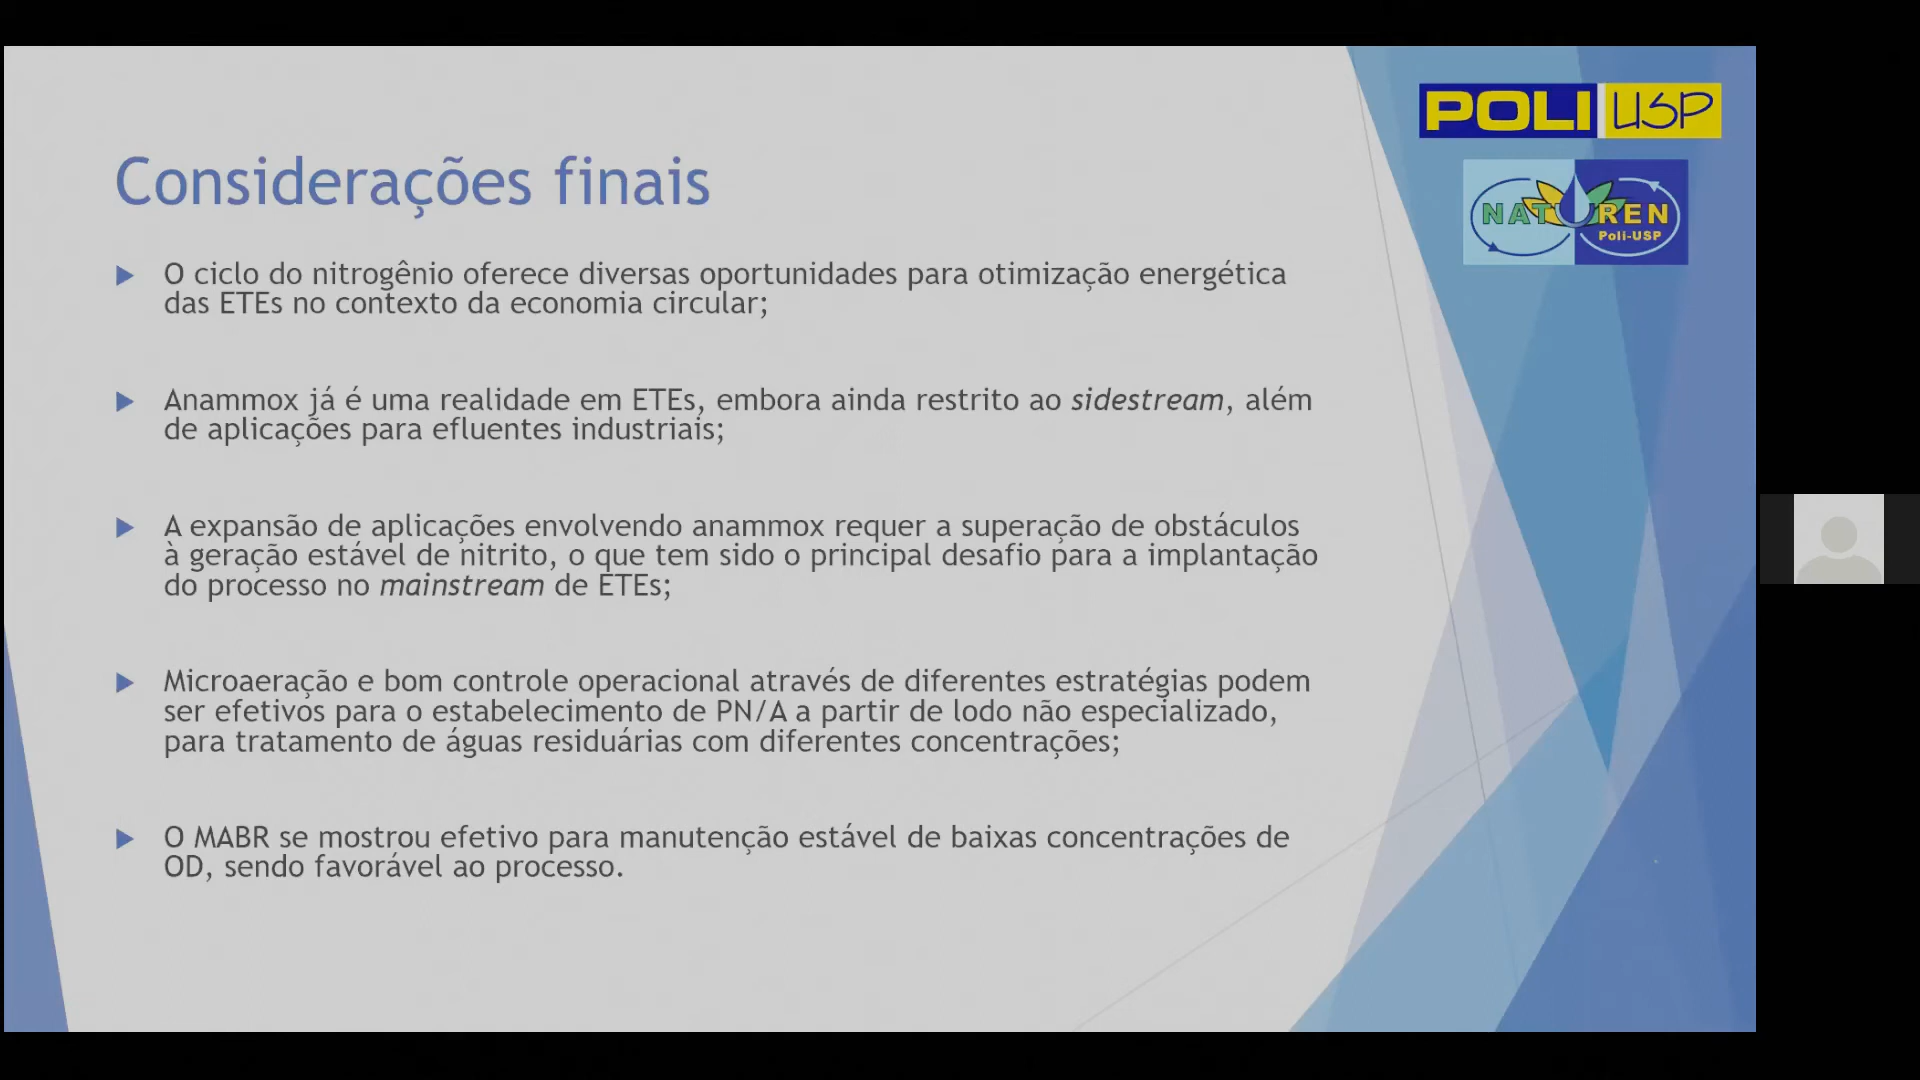 POLI USP
NATUREN
Poli-USP
Considerações finais
O ciclo do nitrogênio oferece diversas oportunidades para otimização energética
das ETEs no contexto da economia circular;
Anammox já é uma realidade em ETEs, embora ainda restrito ao sidestream, além
de aplicações para efluentes industriais;
A expansão de aplicações envolvendo anammox requer a superação de obstáculos
à geração estável de nitrito, o que tem sido o principal desafio para a implantação
do processo no mainstream de ETEs;
Microaeração e bom controle operacional através de diferentes estratégias podem
ser efetivos para o estabelecimento de PN/A a partir de lodo não especializado,
para tratamento de águas residuárias com diferentes concentrações;
O MABR se mostrou efetivo para manutenção estável de baixas concentrações de
OD, sendo favorável ao processo.